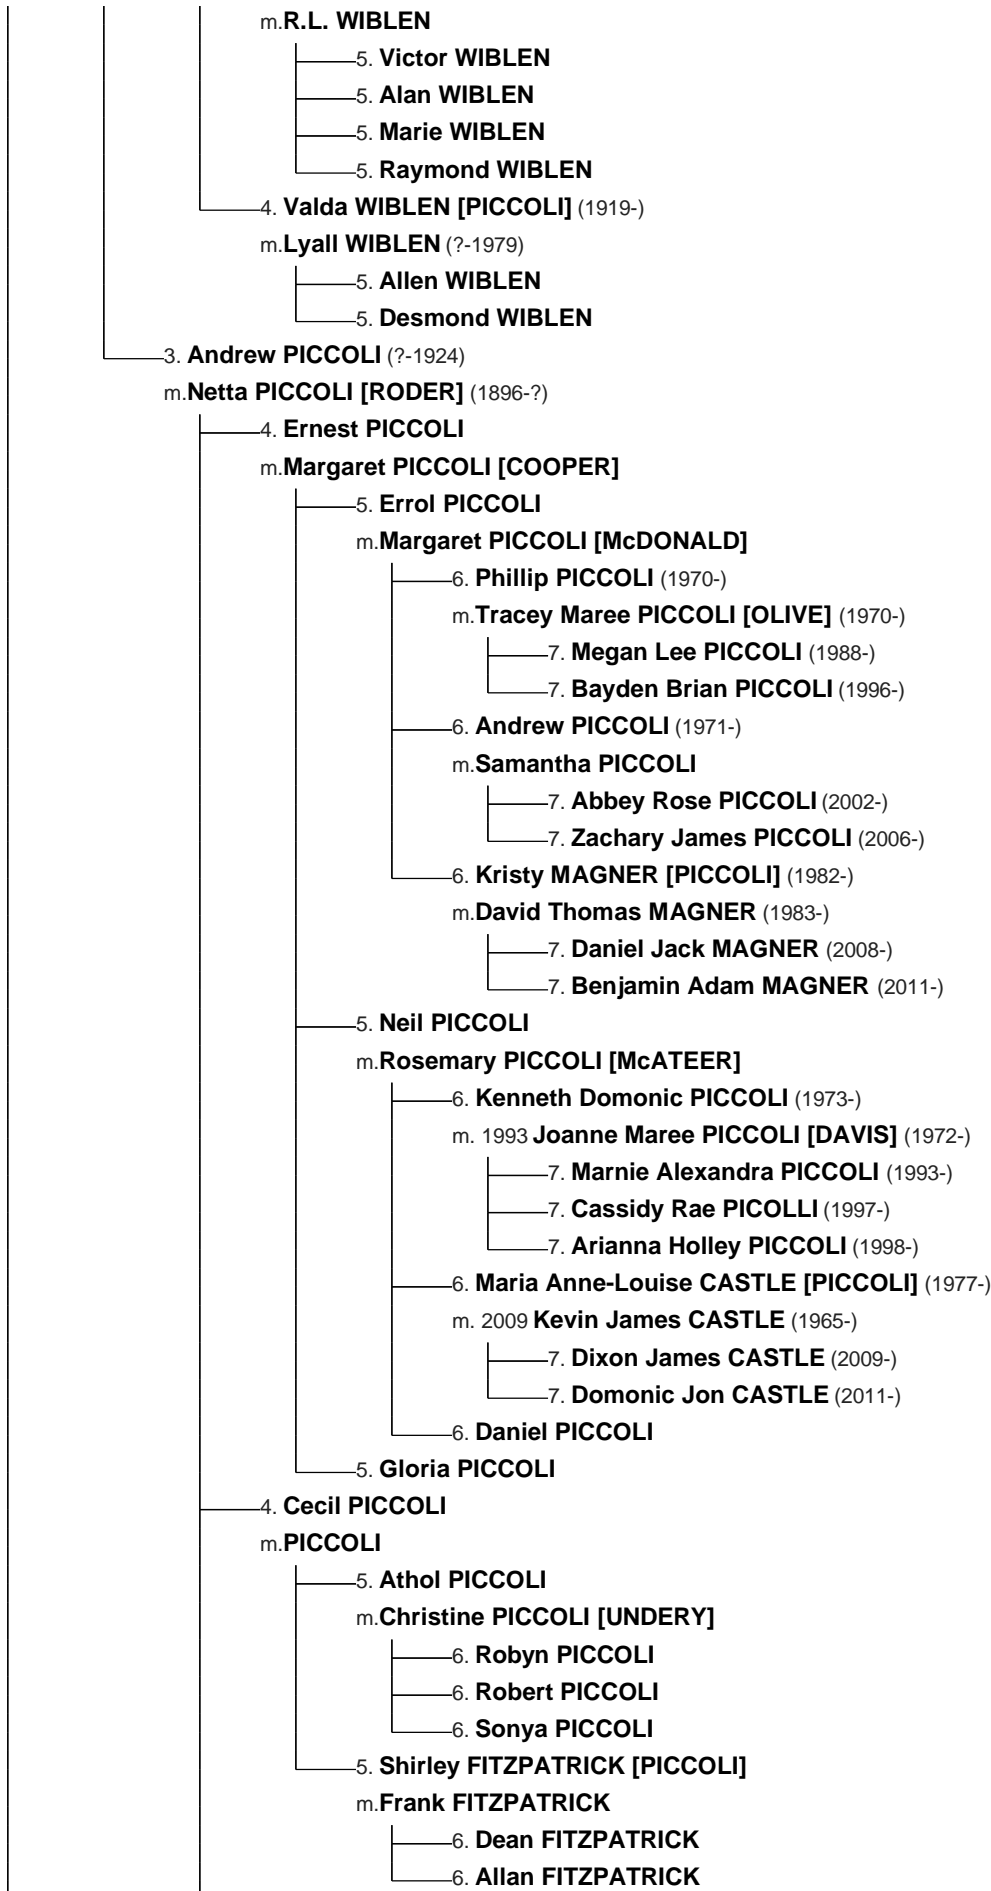 m.R.L. WIBLEN
5. Victor WIBLEN
5. Alan WIBLEN
5. Marie WIBLEN
5. Raymond WIBLEN
4. Valda WIBLEN [PICCOLI] (1919-)
m.Lyall WIBLEN (?-1979)
5. Allen WIBLEN
5. Desmond WIBLEN
3. Andrew PICCOLI (?-1924)
m.Netta PICCOLI [RODER] (1896-?)
4. Ernest PICCOLI
m.Margaret PICCOLI [COOPER]
5. Errol PICCOLI
m.Margaret PICCOLI [McDONALD]
6. Phillip PICCOLI (1970-)
m.Tracey Maree PICCOLI [OLIVE] (1970-)
7. Megan Lee PICCOLI (1988-)
7. Bayden Brian PICCOLI (1996-)
6. Andrew PICCOLI (1971-)
m.Samantha PICCOLI
7. Abbey Rose PICCOLI (2002-)
7. Zachary James PICCOLI (2006-)
6. Kristy MAGNER [PICCOLI] (1982-)
m.David Thomas MAGNER (1983-)
7. Daniel Jack MAGNER (2008-)
7. Benjamin Adam MAGNER (2011-)
5. Neil PICCOLI
m.Rosemary PICCOLI [McATEER]
6. Kenneth Domonic PICCOLI (1973-)
m. 1993 Joanne Maree PICCOLI [DAVIS] (1972-)
7. Marnie Alexandra PICCOLI (1993-)
7. Cassidy Rae PICOLLI (1997-)
7. Arianna Holley PICCOLI (1998-)
6. Maria Anne-Louise CASTLE [PICCOLI] (1977-)
m. 2009 Kevin James CASTLE (1965-)
7. Dixon James CASTLE (2009-)
7. Domonic Jon CASTLE (2011-)
6. Daniel PICCOLI
5. Gloria PICCOLI
4. Cecil PICCOLI
m.PICCOLI
5. Athol PICCOLI
m.Christine PICCOLI [UNDERY]
6. Robyn PICCOLI
6. Robert PICCOLI
6. Sonya PICCOLI
5. Shirley FITZPATRICK [PICCOLI]
m.Frank FITZPATRICK
6. Dean FITZPATRICK
6. Allan FITZPATRICK